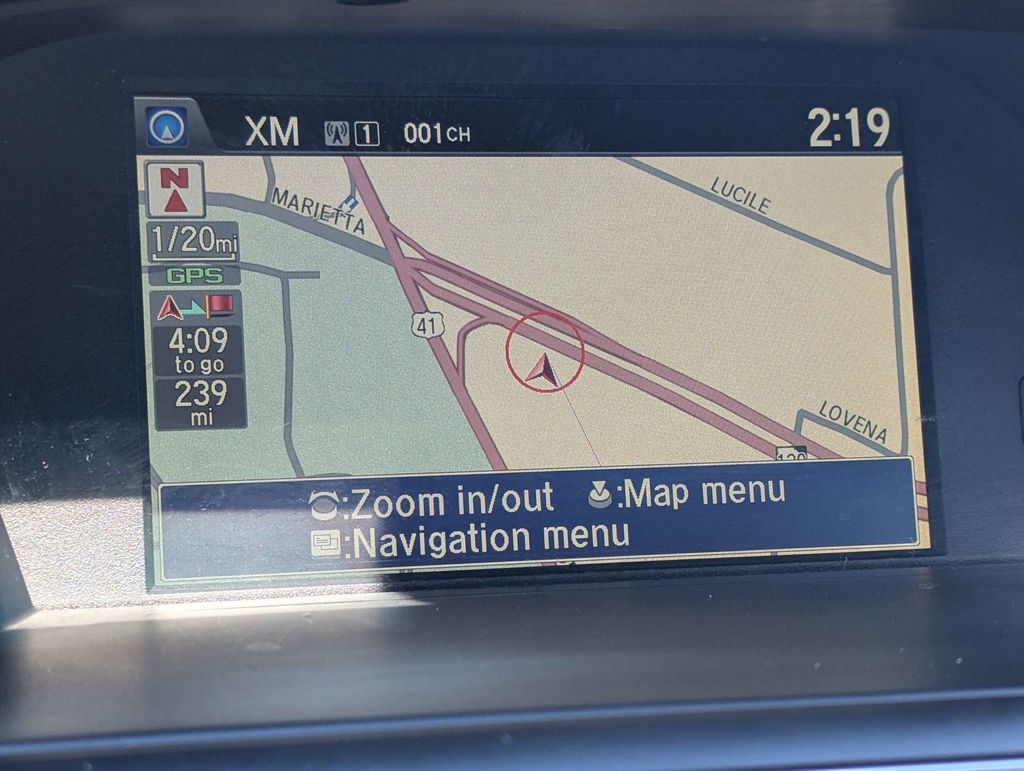 XM 1 001CH 2:19
N
1/20mi
GPS
4:09
to go
239
mi
MARIETTA
LUCILE
41
LOVENA
:Zoom in/out :Map menu
:Navigation menu